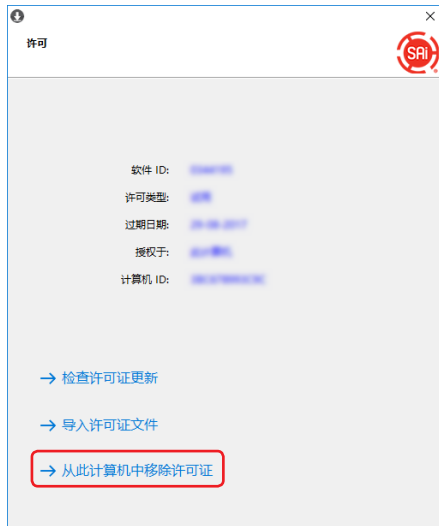 许可
SAi
软件 ID:
许可类型:
过期日期:
授权于:
计算机 ID:
检查许可证更新
导入许可证文件
从此计算机中移除许可证